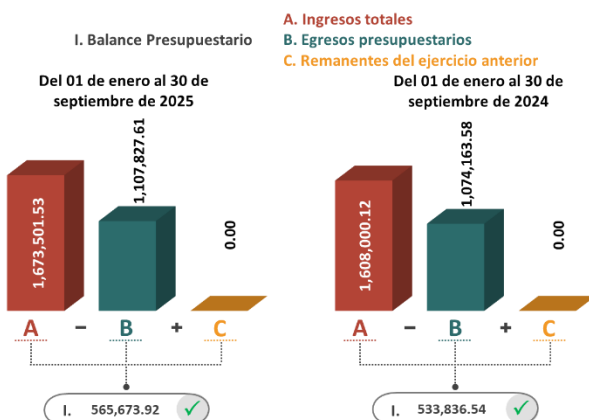 A. Ingresos totales
I. Balance Presupuestario
B. Egresos presupuestarios
C. Remanentes del ejercicio anterior
Del 01 de enero al 30 de
septiembre de 2025
1,673,501.53
1,107,827.61
0.00
A − B + C
I. 565,673.92 ✓
Del 01 de enero al 30 de
septiembre de 2024
1,608,000.12
1,074,163.58
0.00
A − B + C
I. 533,836.54 ✓